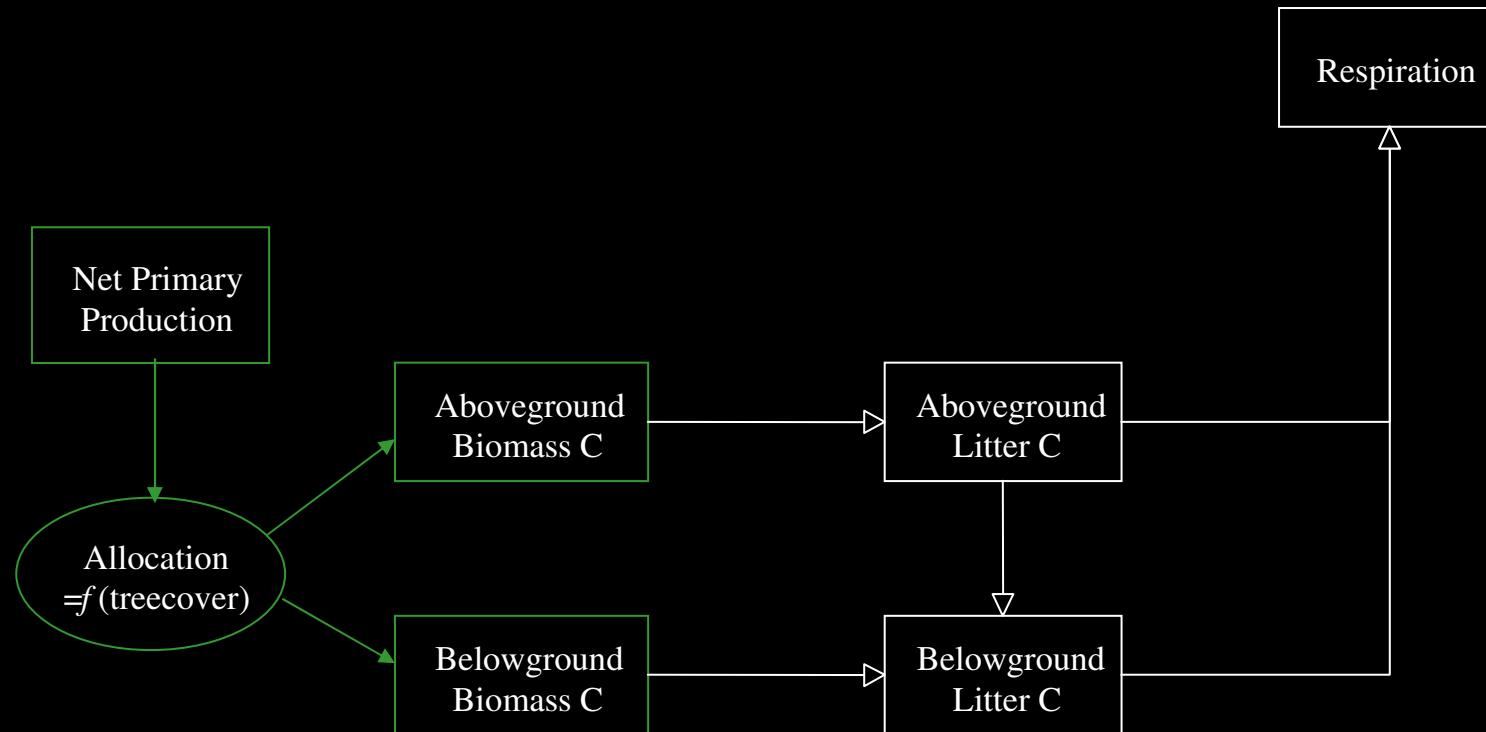 Respiration
Net Primary
Production
Aboveground
Biomass C
Aboveground
Litter C
Allocation
=f (treecover)
Belowground
Biomass C
Belowground
Litter C